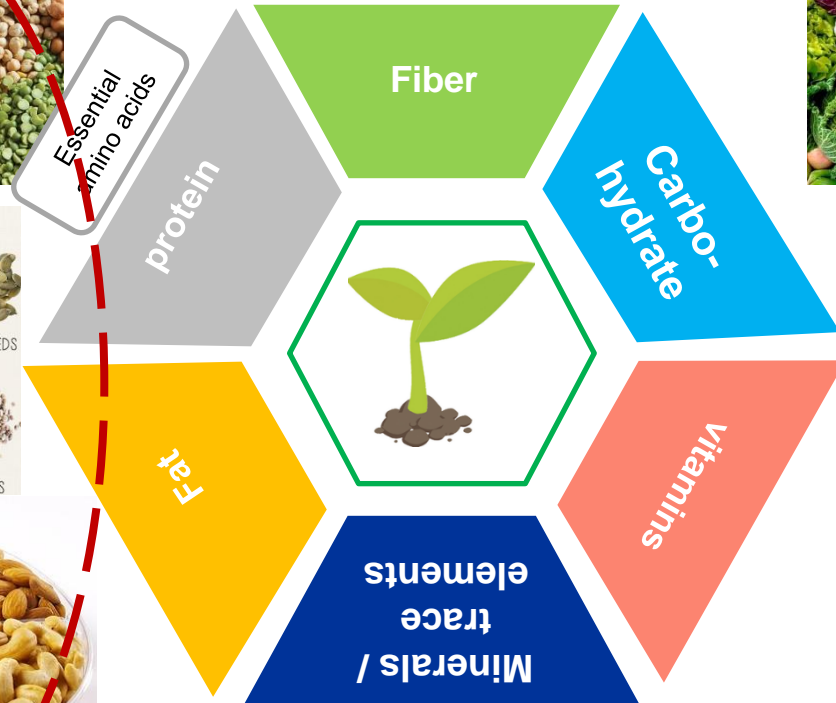 Essential
amino acids
protein
Fiber
Carbo-
hydrate
vitamins
Minerals /
trace
elements
Fat